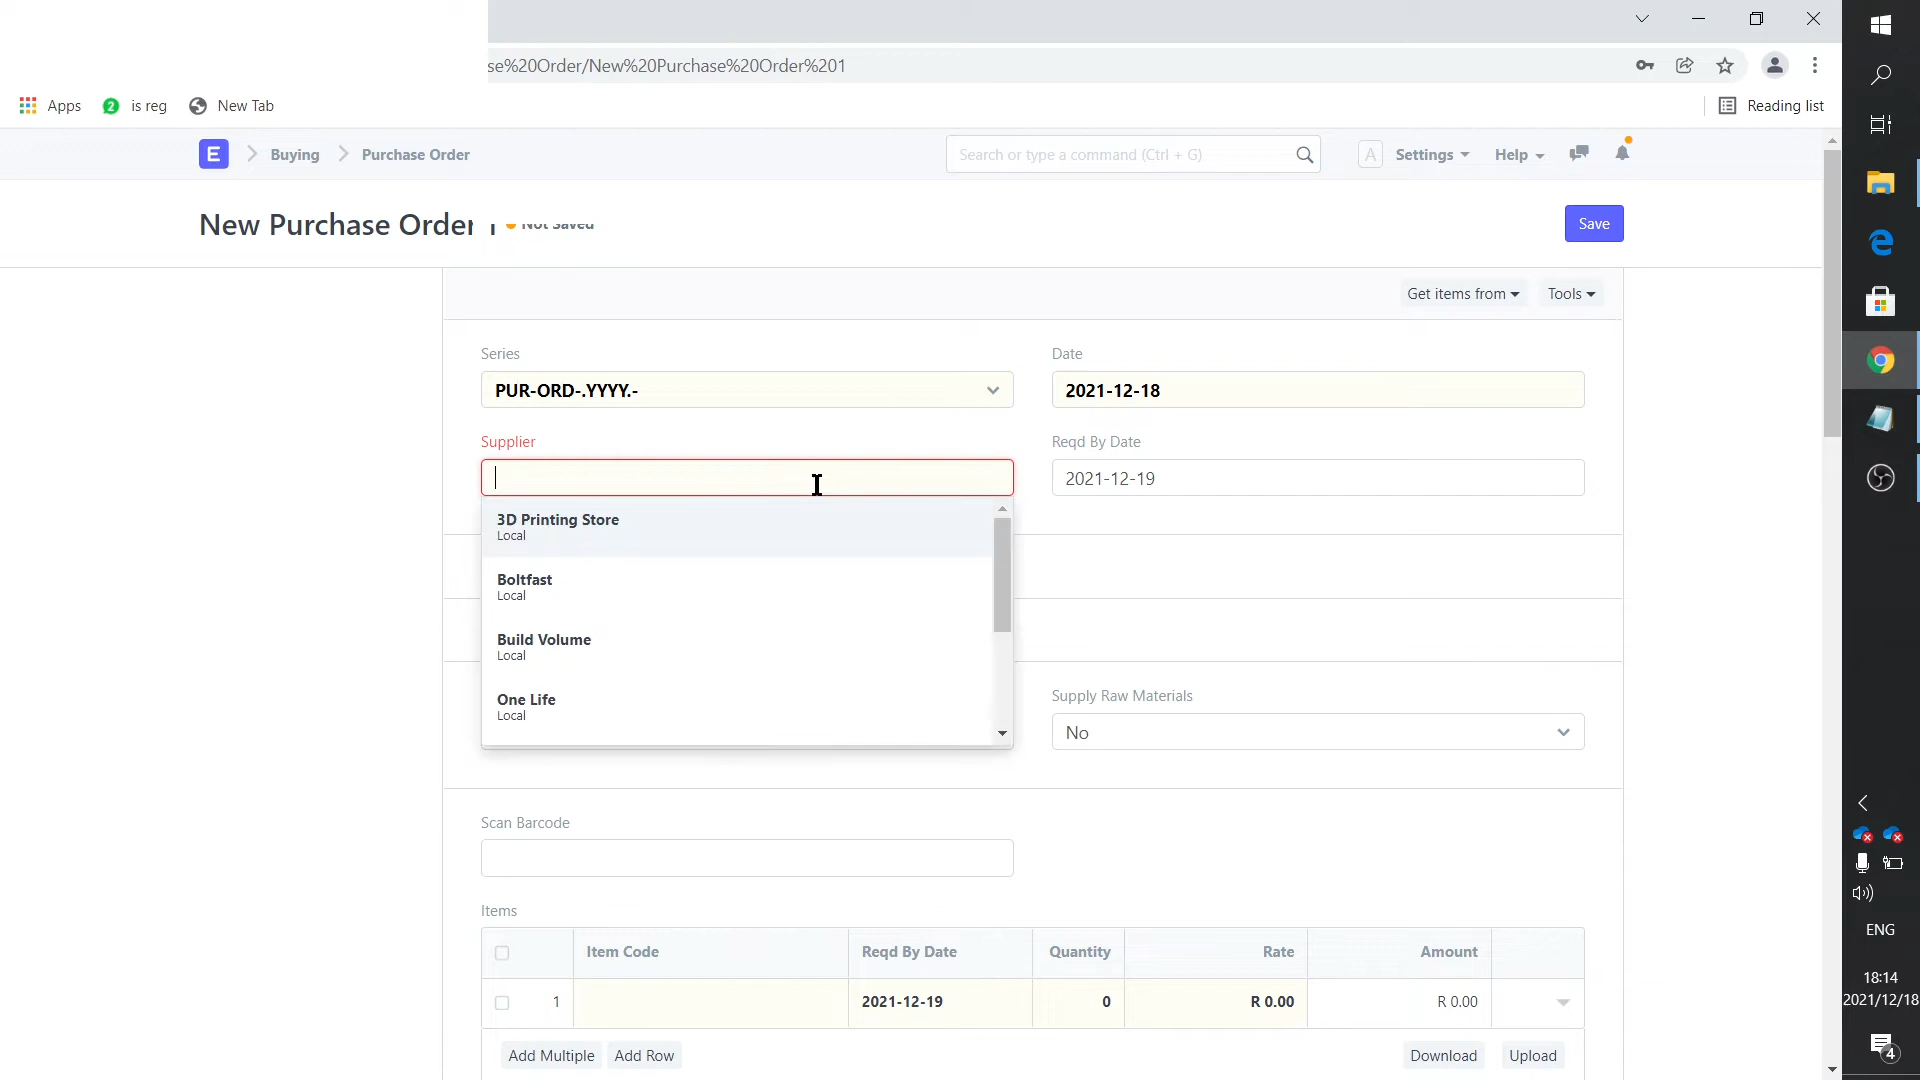 se%20Order/New%20Purchase%20Order%201
Apps 2 is reg New Tab Reading list
E Buying Purchase Order Search or type a command (Ctrl + G) A Settings Help
New Purchase Order Not Saved Save
Get items from Tools
Series Date
PUR-ORD-.YYYY.- 2021-12-18
Supplier Reqd By Date
2021-12-19
3D Printing Store
Local
Boltfast
Local
Build Volume
Local
One Life
Local
Supply Raw Materials
No
Scan Barcode
Items
Item Code Reqd By Date Quantity Rate Amount
1 2021-12-19 0 R 0.00 R 0.00
Add Multiple Add Row Download Upload
ENG
18:14
2021/12/18
4